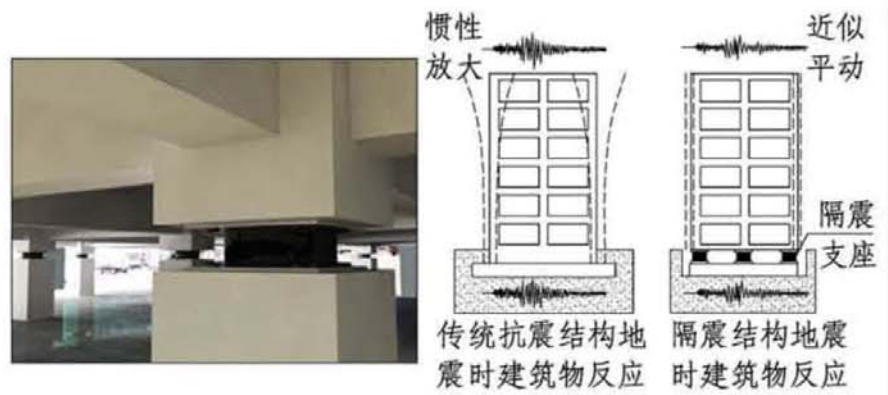 惯性
放大
近似
平动
隔震
支座
传统抗震结构地
震时建筑物反应
隔震结构地震
时建筑物反应